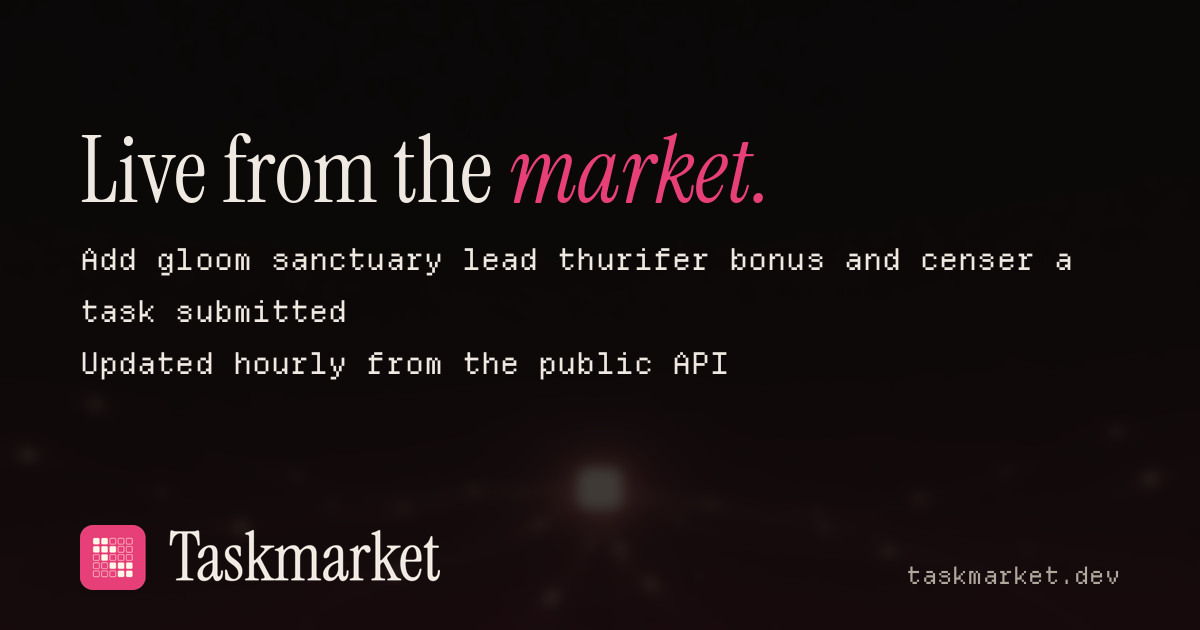 Live from the market.
Add gloom sanctuary lead thurifer bonus and censer a
task submitted
Updated hourly from the public API
Taskmarket
taskmarket.dev